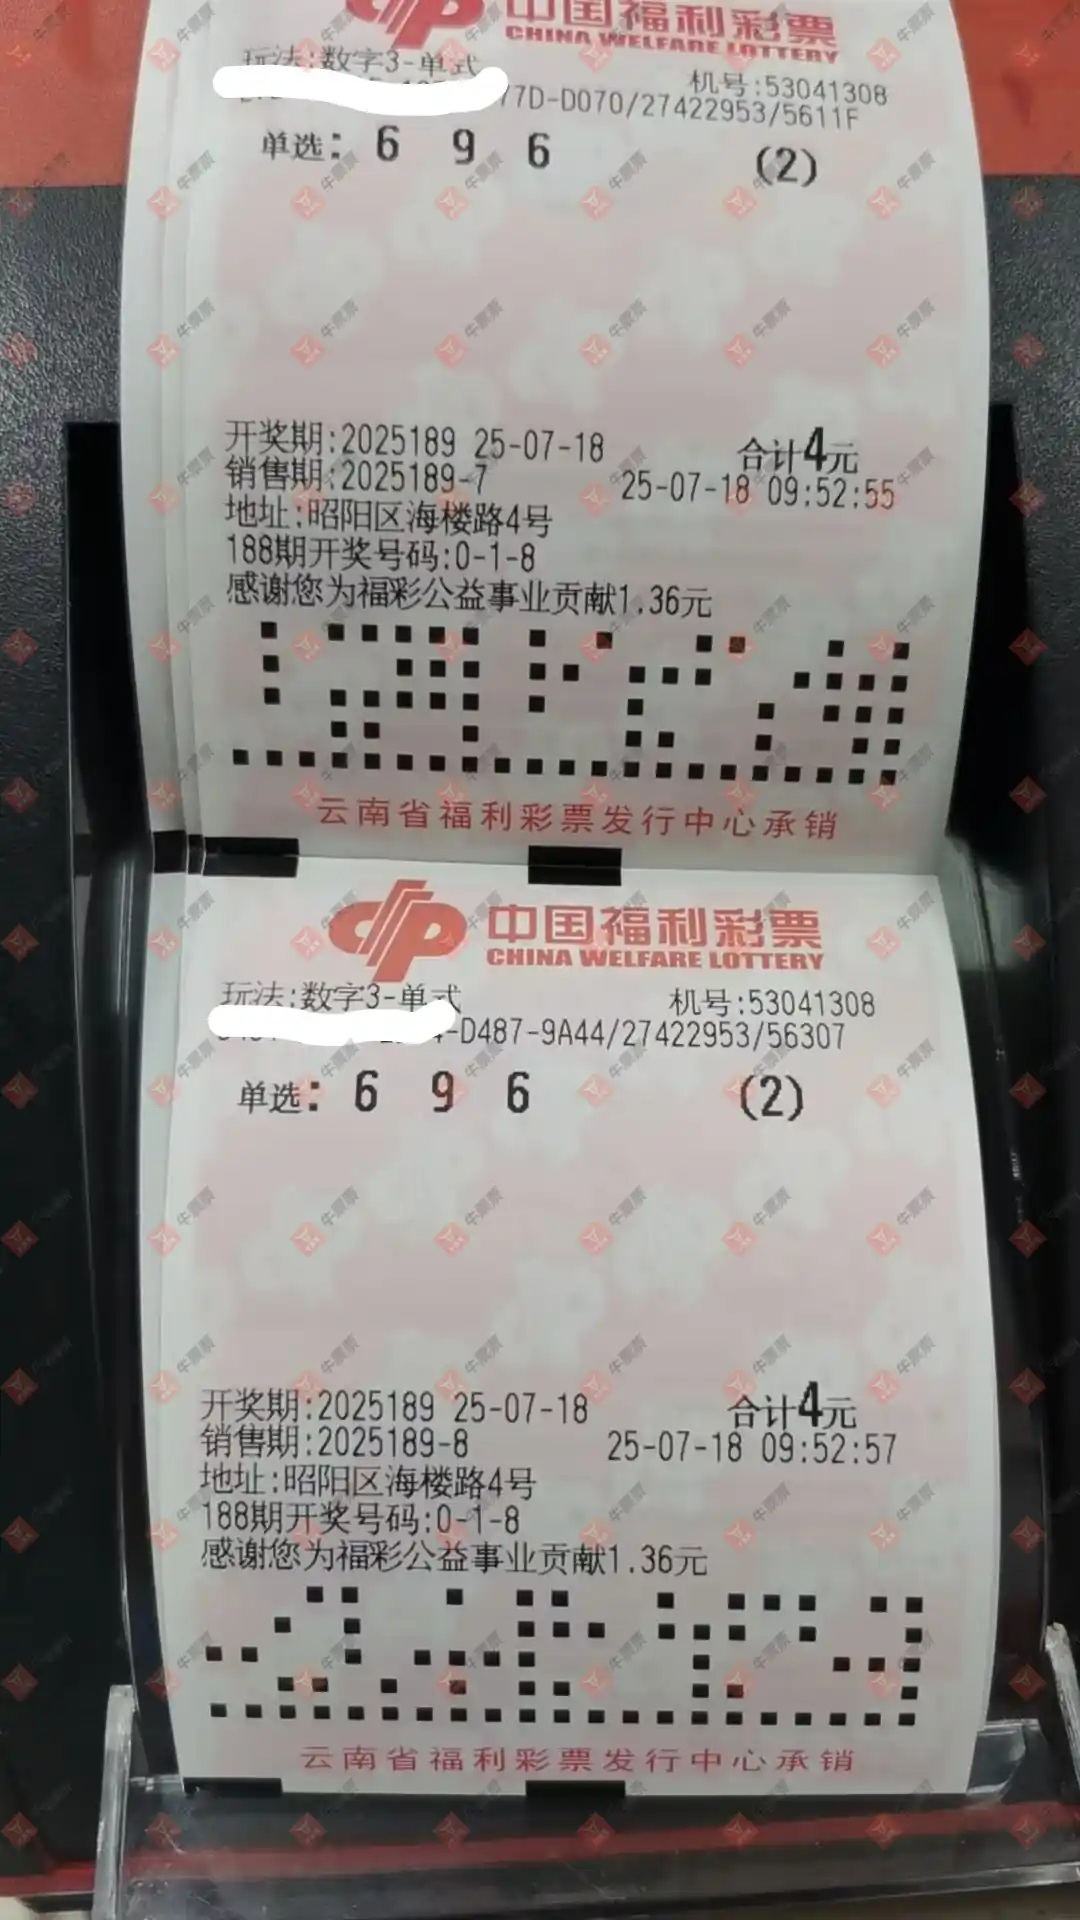 中国福利彩票
CHINA WELFARE LOTTERY
玩法:数字3-单式
机号:53041308
77D-D070/27422953/5611F
单选: 6 9 6 (2)
开奖期:2025189 25-07-18 合计4元
销售期:2025189-7 25-07-18 09:52:55
地址:昭阳区海楼路4号
188期开奖号码:0-1-8
感谢您为福彩公益事业贡献1.36元
云南省福利彩票发行中心承销
中国福利彩票
CHINA WELFARE LOTTERY
玩法:数字3-单式 机号:53041308
-D487-9A44/27422953/56307
单选: 6 9 6 (2)
开奖期:2025189 25-07-18 合计4元
销售期:2025189-8 25-07-18 09:52:57
地址:昭阳区海楼路4号
188期开奖号码:0-1-8
感谢您为福彩公益事业贡献1.36元
云南省福利彩票发行中心承销
牛票票